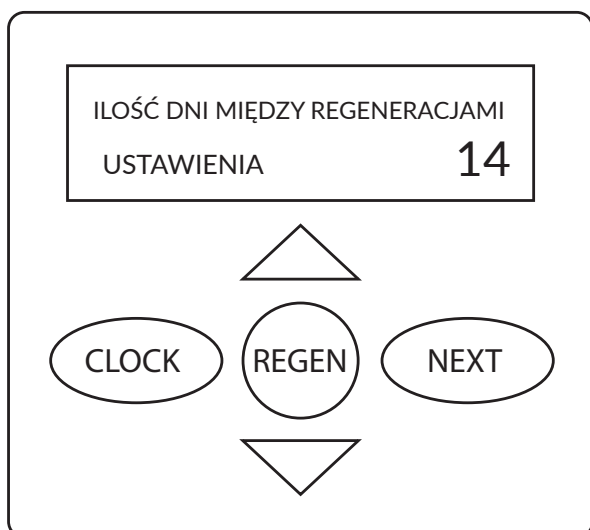 ILOŚĆ DNI MIĘDZY REGENERACJAMI
USTAWIENIA 14
CLOCK REGEN NEXT